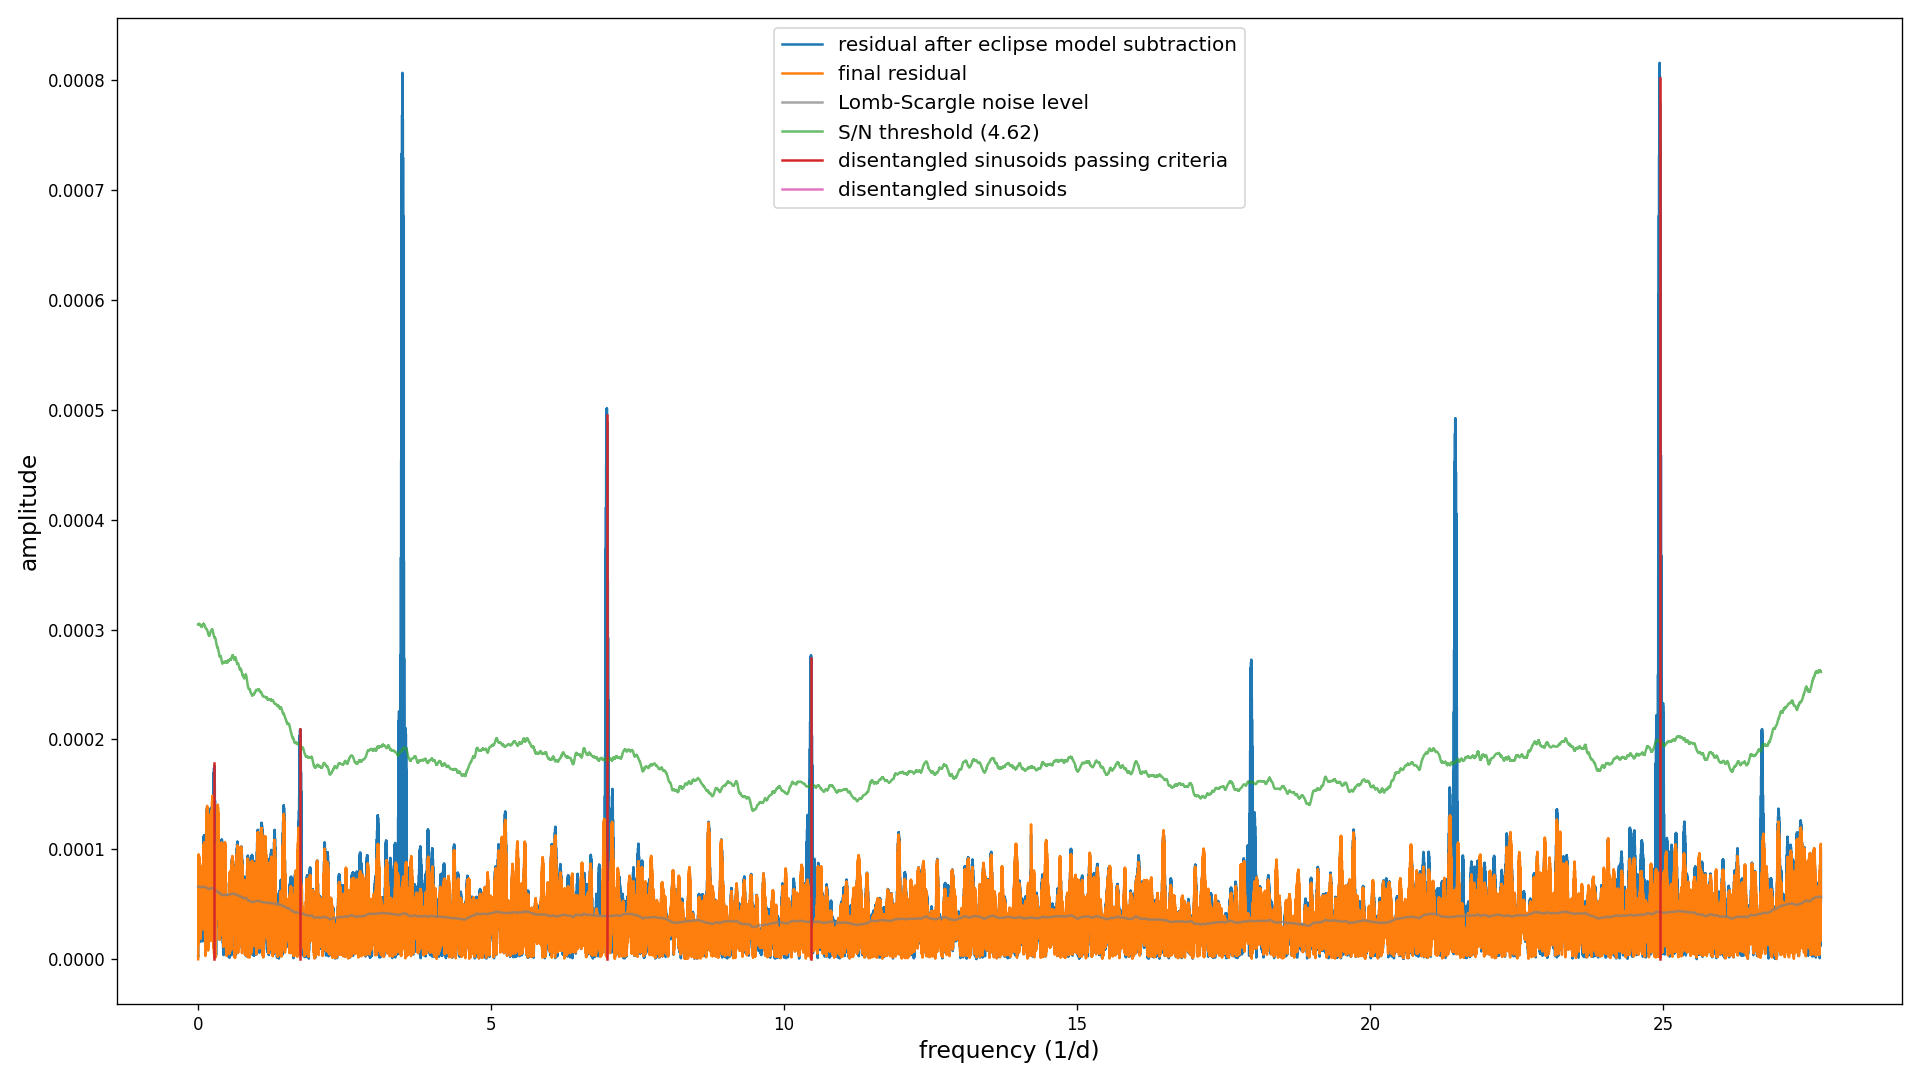 residual after eclipse model subtraction
final residual
Lomb-Scargle noise level
S/N threshold (4.62)
disentangled sinusoids passing criteria
disentangled sinusoids
amplitude
0.0008
0.0007
0.0006
0.0005
0.0004
0.0003
0.0002
0.0001
0.0000
0 5 10 15 20 25
frequency (1/d)